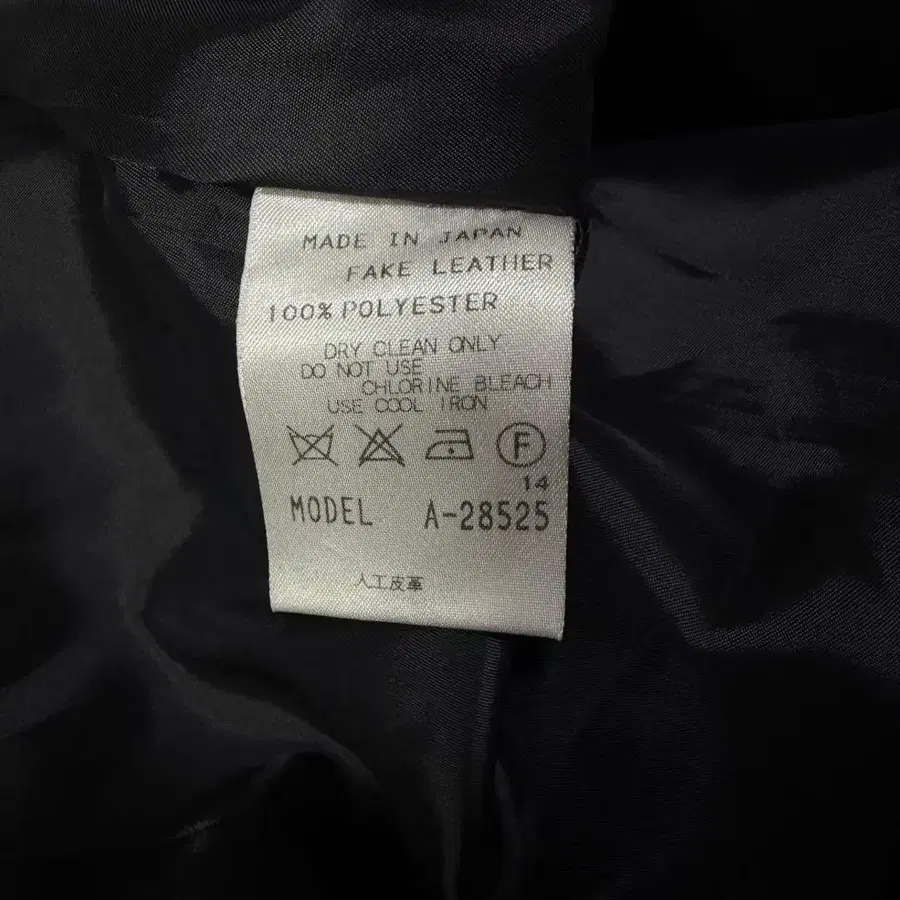 MADE IN JAPAN
FAKE LEATHER
100% POLYESTER
DRY CLEAN ONLY
DO NOT USE
CHLORINE BLEACH
USE COOL IRON
F
14
MODEL A-28525
人工皮革